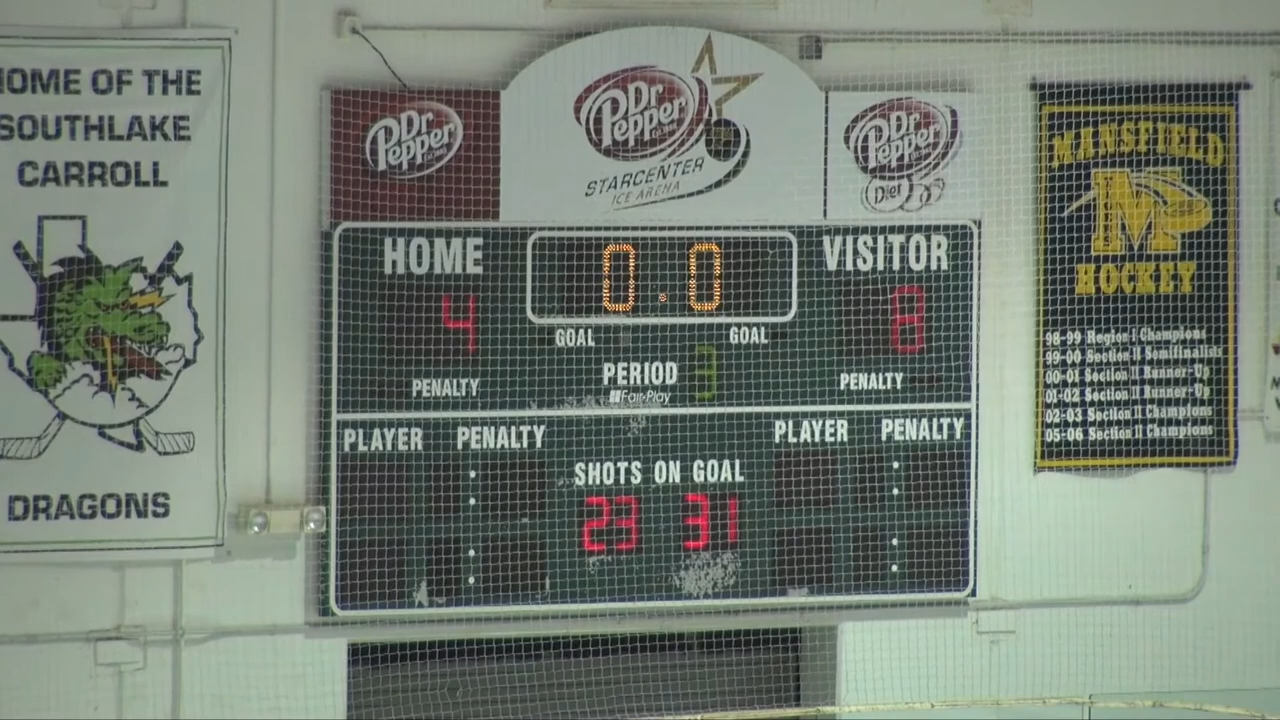 HOME OF THE
SOUTHLAKE
CARROLL
DRAGONS
Dr Pepper
Dr Pepper
STARCENTER
ICE ARENA
Dr Pepper
Diet
HOME
0.0
VISITOR
4
8
GOAL GOAL
PERIOD 3
Fair-Play
PENALTY PENALTY
PLAYER PENALTY PLAYER PENALTY
SHOTS ON GOAL
23 31
MANSFIELD
M
HOCKEY
98-99 Region I Champions
99-00 Section II Semifinalists
00-01 Section II Runner-Up
01-02 Section II Runner-Up
02-03 Section II Champions
05-06 Section II Champions